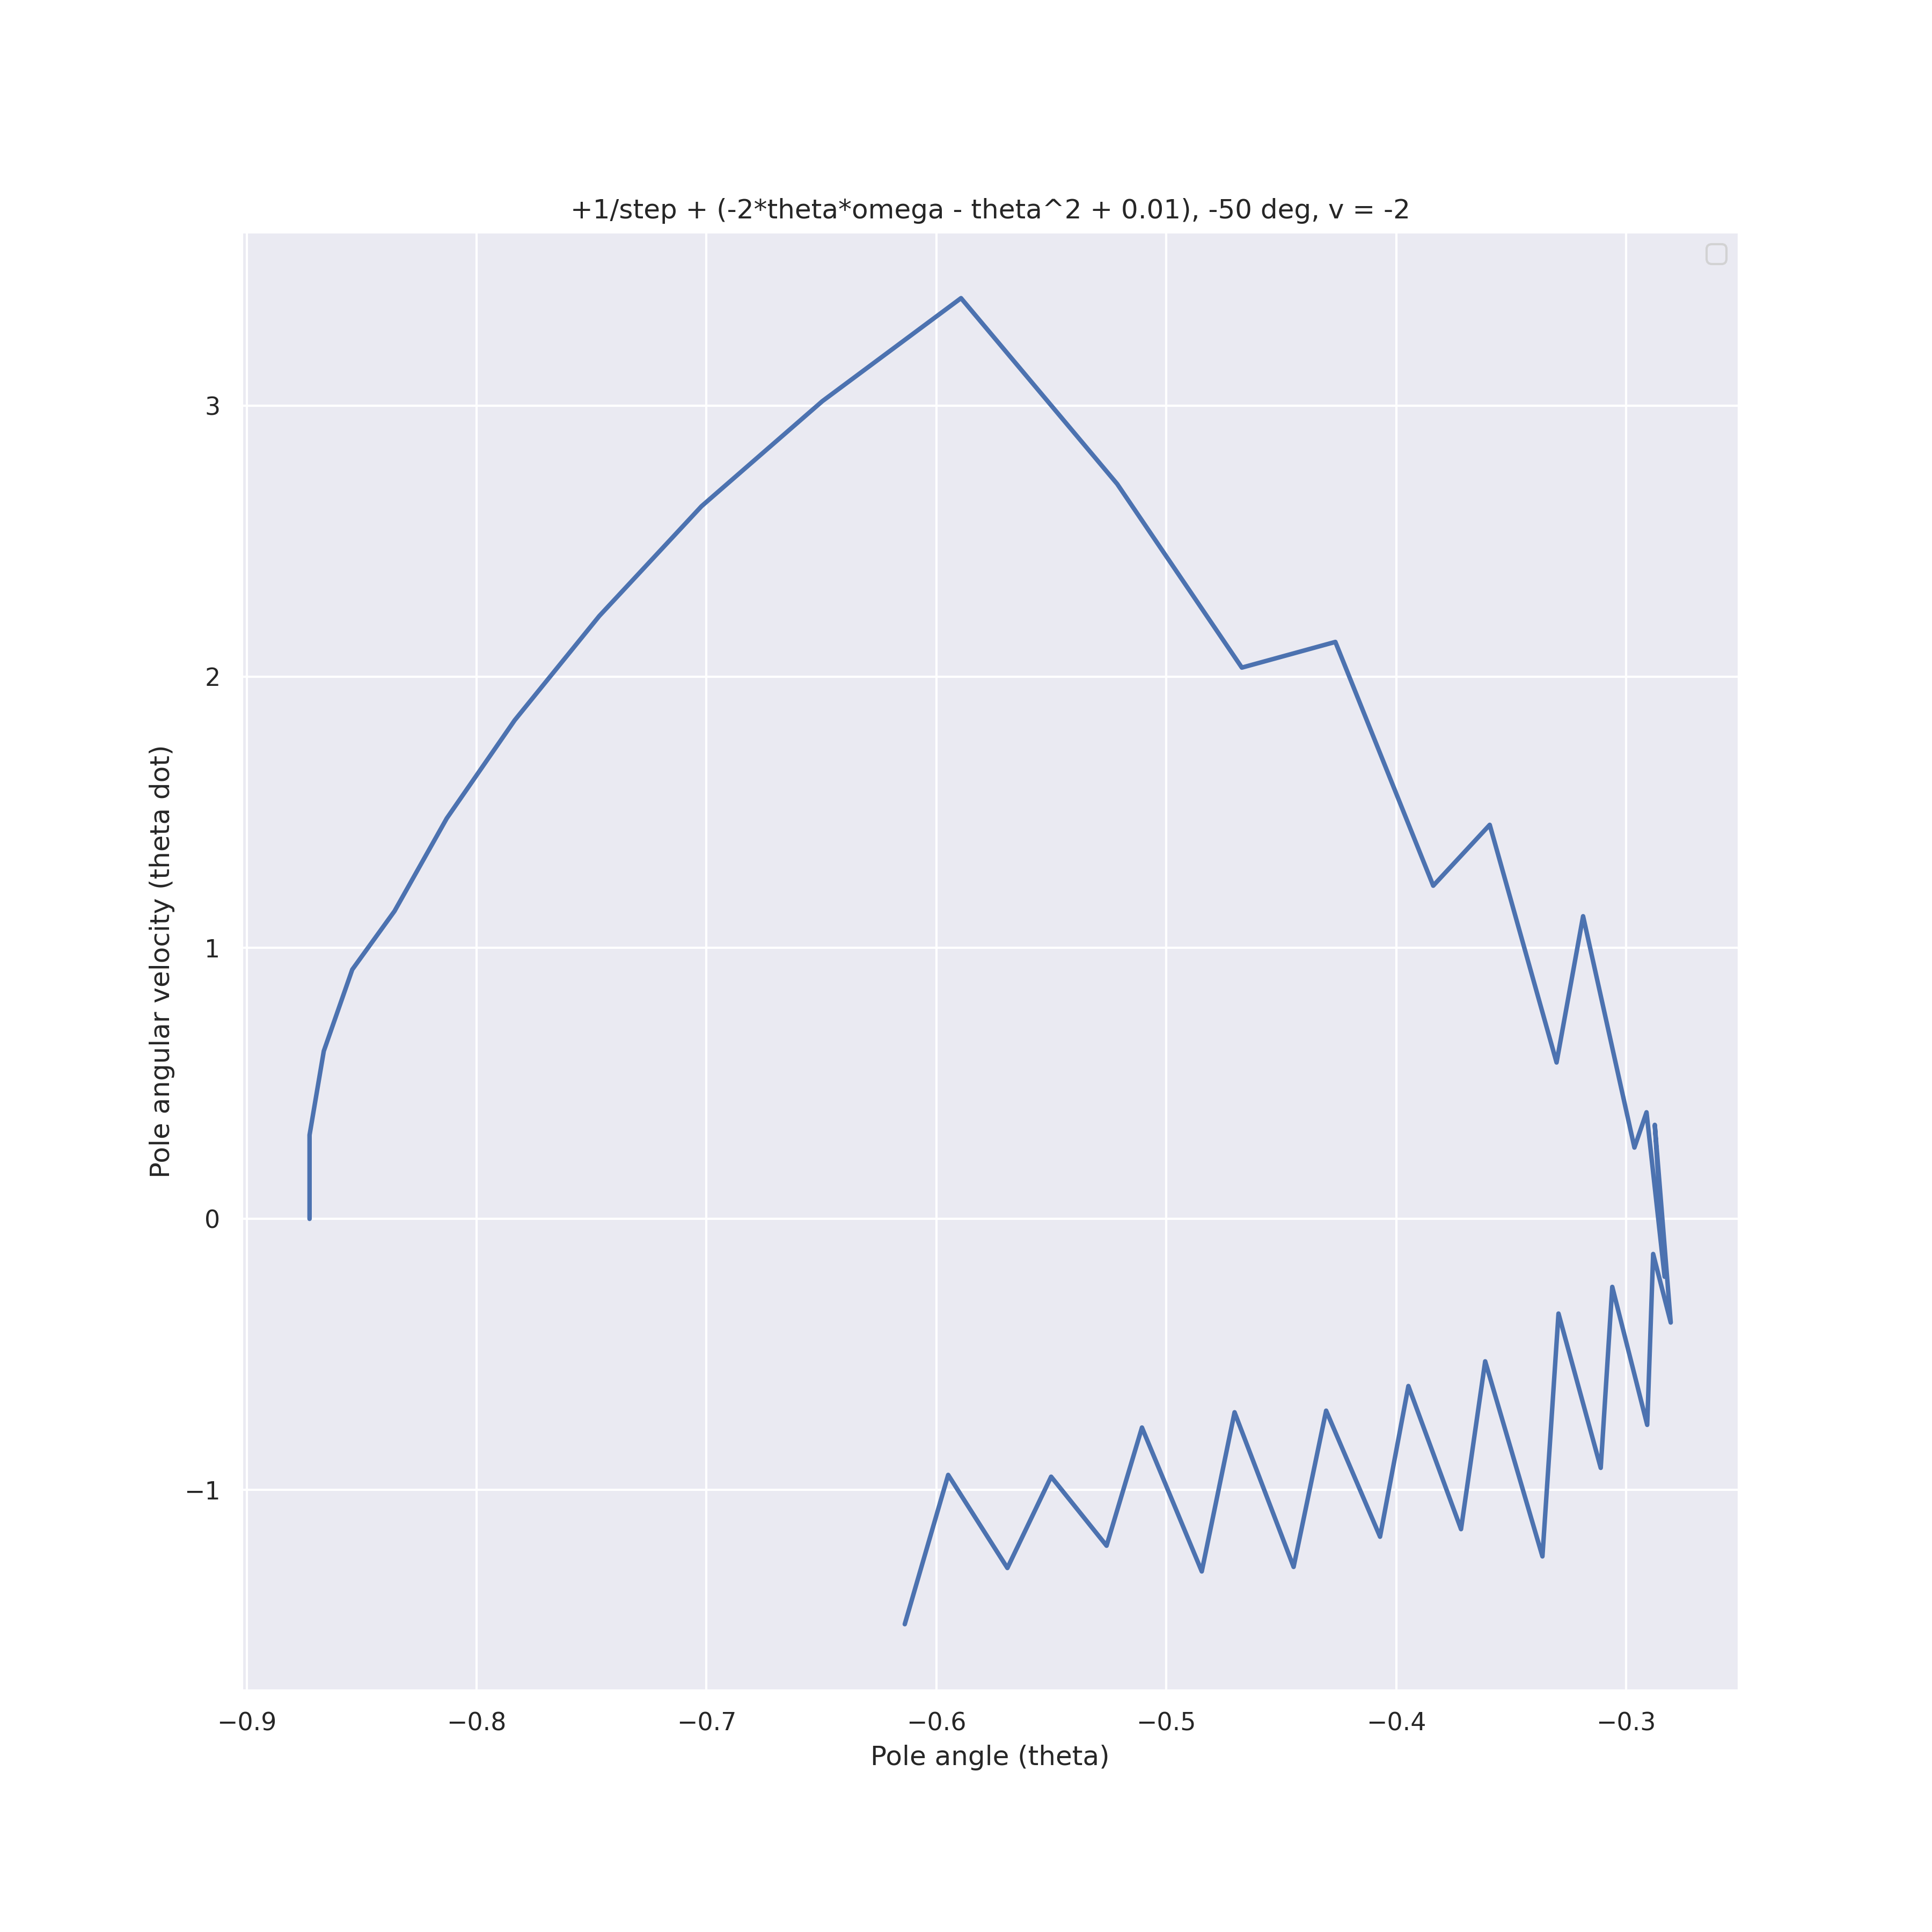 +1/step + (-2*theta*omega - theta^2 + 0.01), -50 deg, v = -2
3
2
1
0
−1
Pole angular velocity (theta dot)
−0.9 −0.8 −0.7 −0.6 −0.5 −0.4 −0.3
Pole angle (theta)